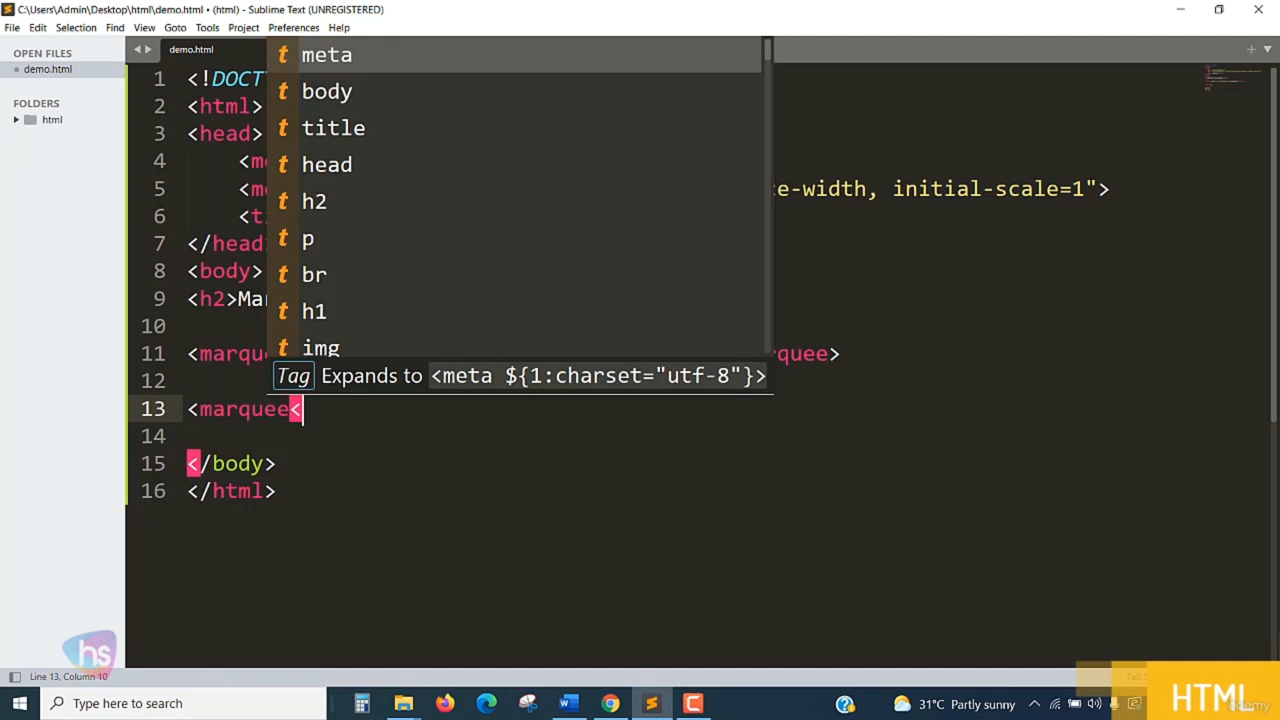 C:\Users\Admin\Desktop\html\demo.html • (html) - Sublime Text (UNREGISTERED)
File Edit Selection Find View Goto Tools Project Preferences Help
OPEN FILES
demo.html
FOLDERS
html
demo.html
1 <!DOCT
2 <html>
3 <head>
4 <m
5 <m e-width, initial-scale=1">
6 <t
7 </head
8 <body>
9 <h2>Ma
10
11 <marqu quee>
12
13 <marquee<
14
15 </body>
16 </html>
t meta
t body
t title
t head
t h2
t p
t br
t h1
t img
Tag Expands to <meta ${1:charset="utf-8"}>
hs
Line 13, Column 10
Tab S
Type here to search
31°C Partly sunny
HTML
Udemy